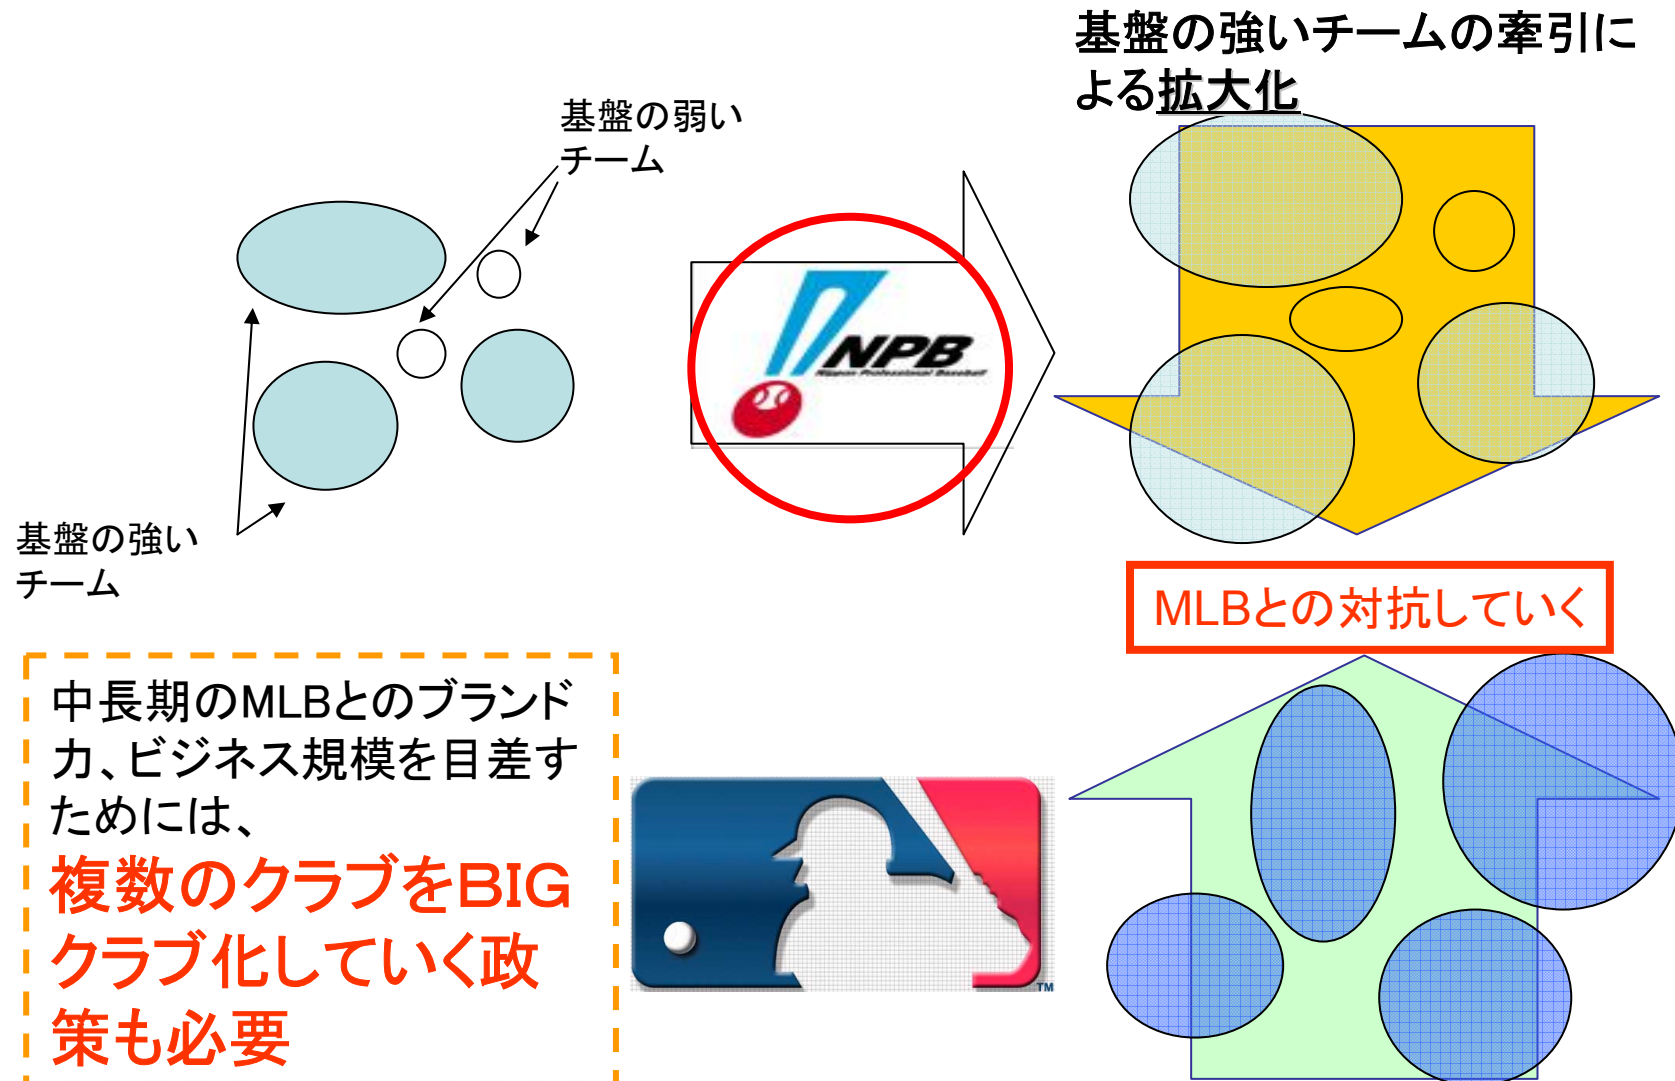 基盤の強いチームの牽引に
よる拡大化
基盤の弱い
チーム
NPB
Nippon Professional Baseball
基盤の強い
チーム
MLBとの対抗していく
中長期のMLBとのブランド
力、ビジネス規模を目差す
ためには、
複数のクラブをBIG
クラブ化していく政
策も必要
TM